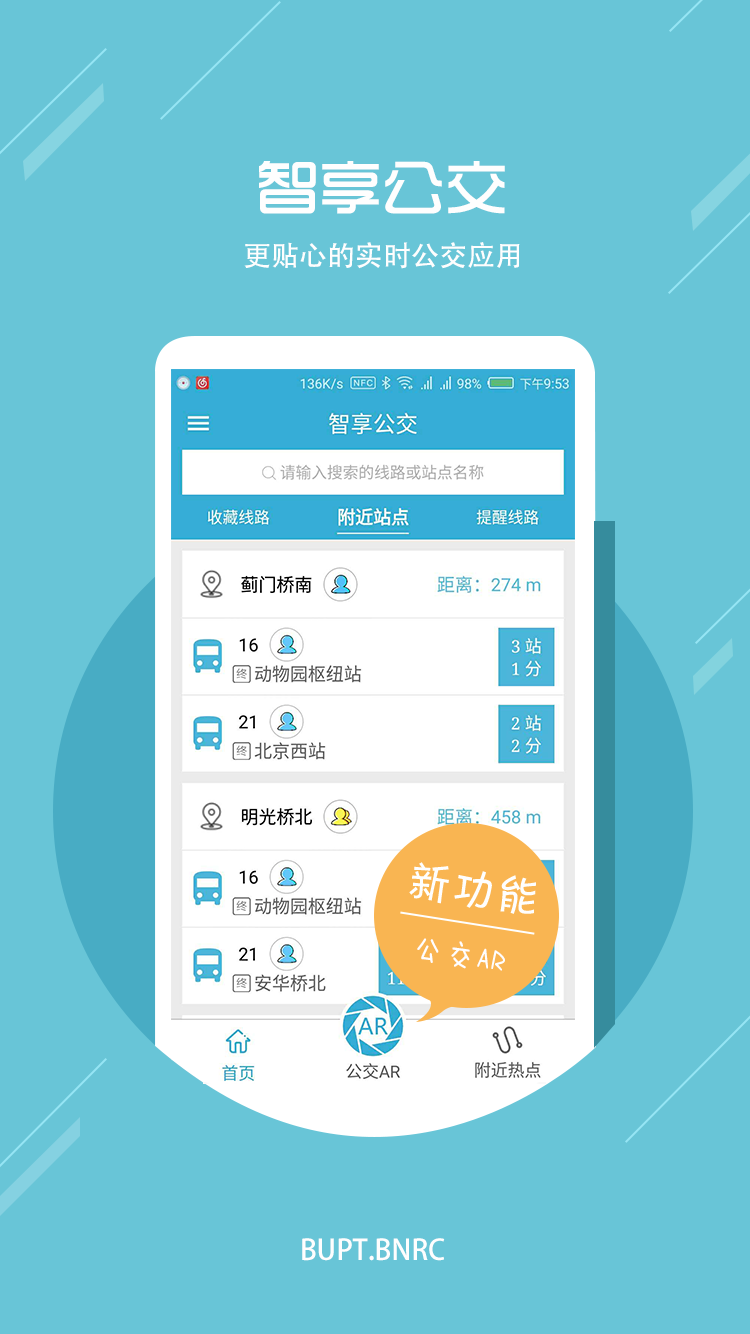 智享公交
更贴心的实时公交应用
136K/s NFC 98% 下午9:53
智享公交
请输入搜索的线路或站点名称
收藏线路 附近站点 提醒线路
蓟门桥南 距离：274 m
16 3 站
终 动物园枢纽站 1 分
21 2 站
终 北京西站 2 分
明光桥北 距离：458 m
16
终 动物园枢纽站
新功能
公交AR
21
终 安华桥北 11 分
AR
首页 公交AR 附近热点
BUPT.BNRC